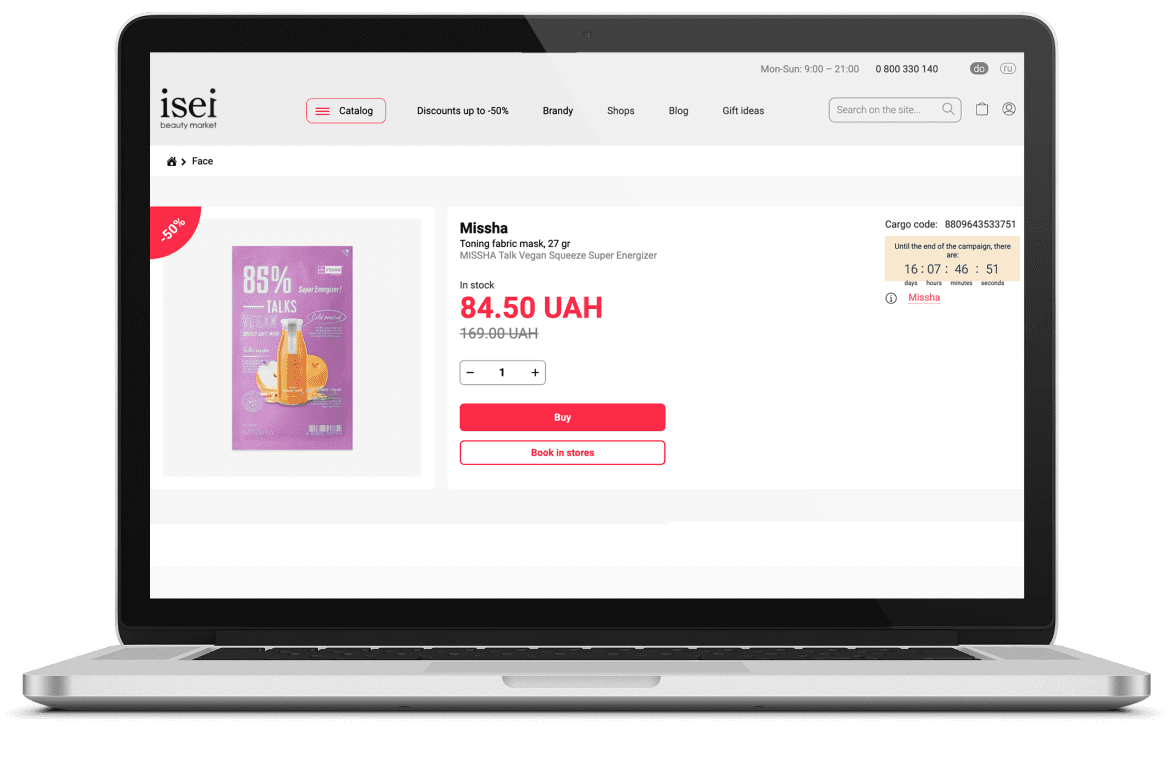 Mon-Sun: 9:00 – 21:00 0 800 330 140 do ru
isei
beauty market
Catalog Discounts up to -50% Brandy Shops Blog Gift ideas Search on the site...
Face
-50%
85%
VEGAN
Super Energizer!
TALKS
VEGAN
Missha
Toning fabric mask, 27 gr
MISSHA Talk Vegan Squeeze Super Energizer
In stock
84.50 UAH
169.00 UAH
− 1 +
Buy
Book in stores
Cargo code: 8809643533751
Until the end of the campaign, there
are:
16 : 07 : 46 : 51
days hours minutes seconds
Missha